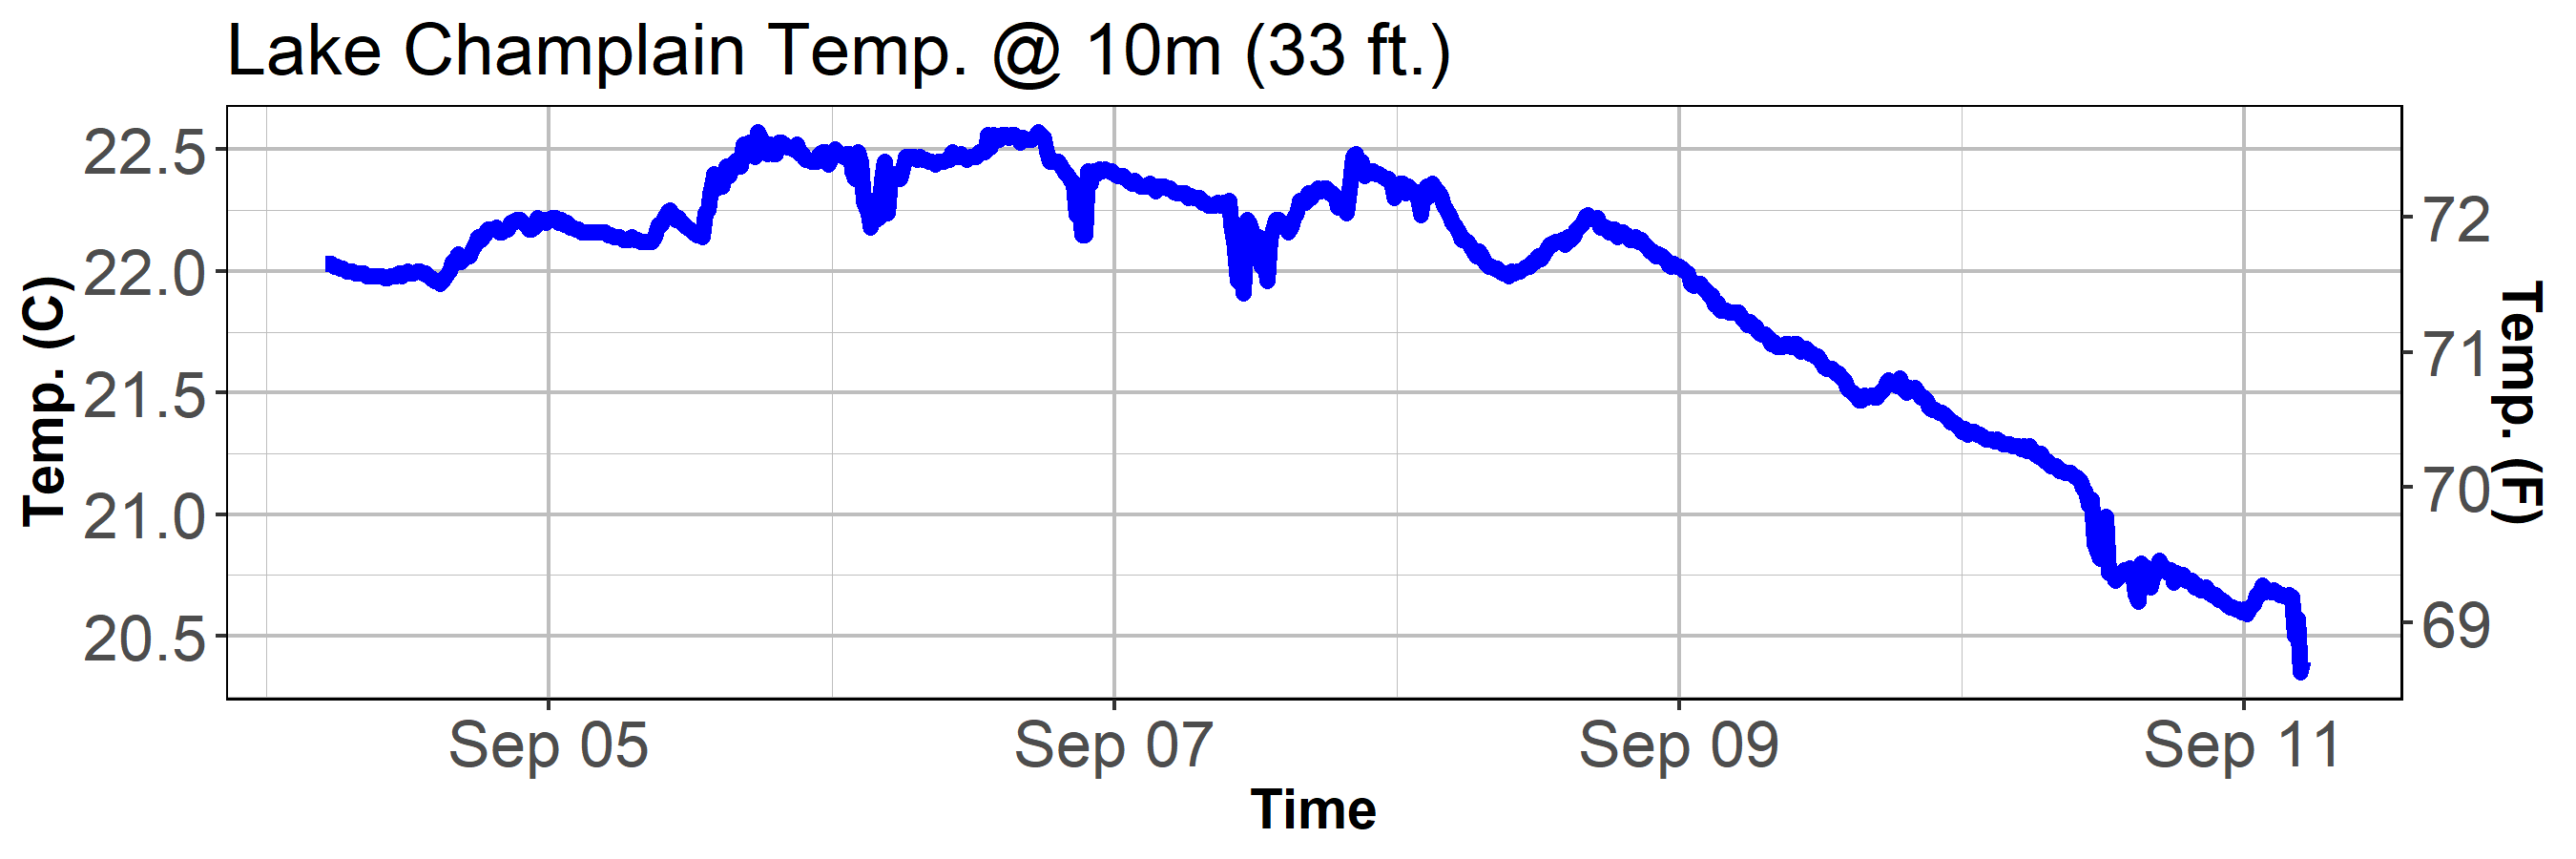 Lake Champlain Temp. @ 10m (33 ft.)
Temp. (C)
22.5
22.0
21.5
21.0
20.5
72
71
70
69
Temp. (F)
Sep 05 Sep 07 Sep 09 Sep 11
Time